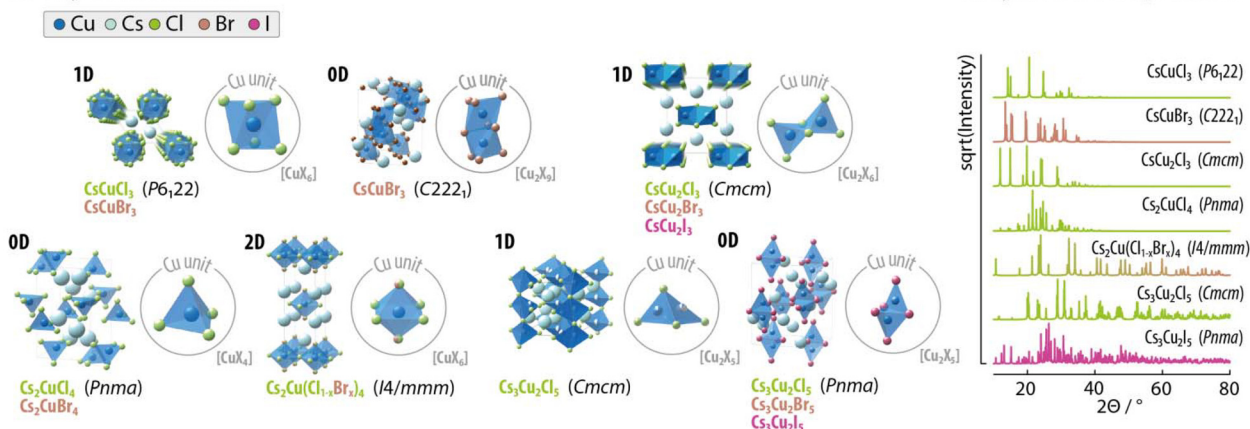 Cu Cs Cl Br I
1D
Cu unit
[CuX₆]
CsCuCl₃ (P6₁22)
CsCuBr₃
0D
Cu unit
[Cu₂X₉]
CsCuBr₃ (C222₁)
1D
Cu unit
[Cu₂X₆]
CsCu₂Cl₃ (Cmcm)
CsCu₂Br₃
CsCu₂I₃
0D
Cu unit
[CuX₄]
Cs₂CuCl₄ (Pnma)
Cs₂CuBr₄
2D
Cu unit
[CuX₆]
Cs₂Cu(Cl₁₋ₓBrₓ)₄ (I4/mmm)
1D
Cu unit
[Cu₂X₅]
Cs₃Cu₂Cl₅ (Cmcm)
0D
Cu unit
[Cu₂X₅]
Cs₃Cu₂Cl₅ (Pnma)
Cs₃Cu₂Br₅
Cs₃Cu₂I₅
sqrt(Intensity)
CsCuCl₃ (P6₁22)
CsCuBr₃ (C222₁)
CsCu₂Cl₃ (Cmcm)
Cs₂CuCl₄ (Pnma)
Cs₂Cu(Cl₁₋ₓBrₓ)₄ (I4/mmm)
Cs₃Cu₂Cl₅ (Cmcm)
Cs₃Cu₂I₅ (Pnma)
20 40 60 80
2Θ / °